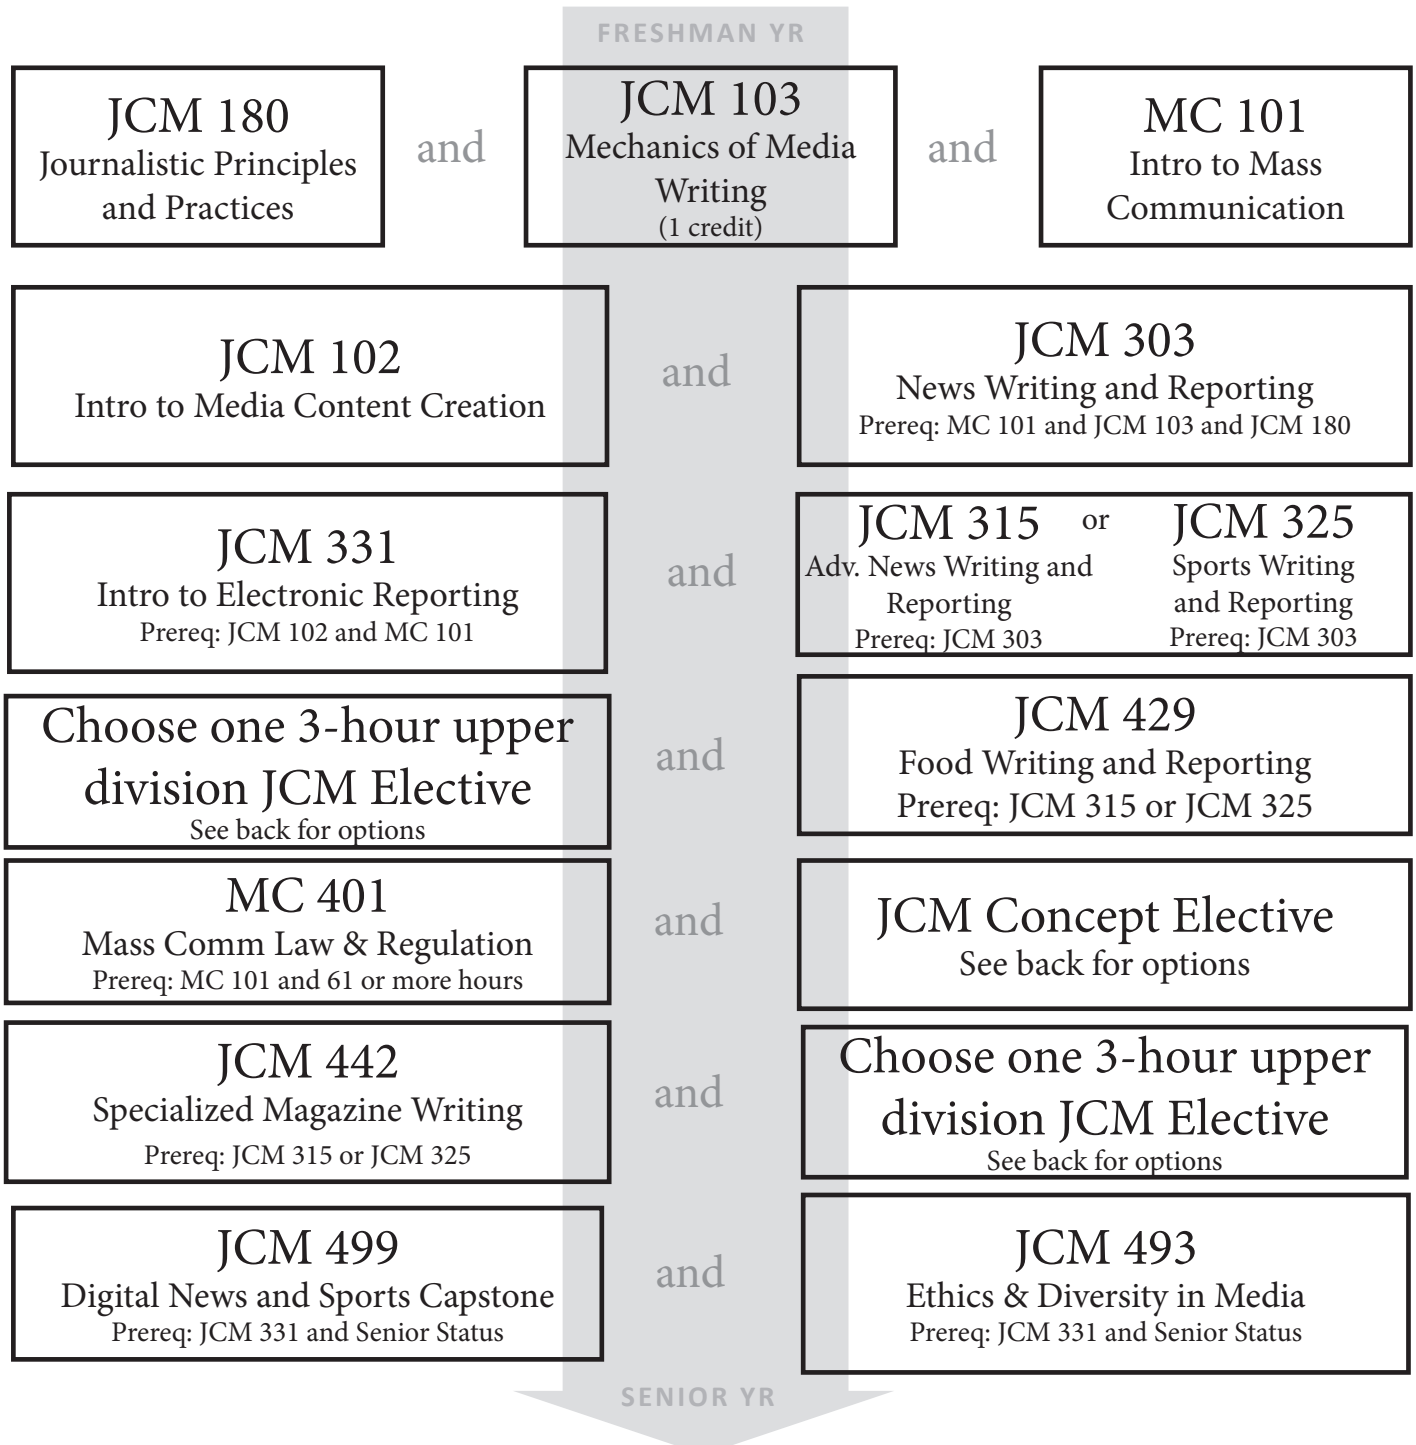 FRESHMAN YR
JCM 180
Journalistic Principles
and Practices
and
JCM 103
Mechanics of Media
Writing
(1 credit)
and
MC 101
Intro to Mass
Communication
JCM 102
Intro to Media Content Creation
and
JCM 303
News Writing and Reporting
Prereq: MC 101 and JCM 103 and JCM 180
JCM 331
Intro to Electronic Reporting
Prereq: JCM 102 and MC 101
and
JCM 315
Adv. News Writing and
Reporting
Prereq: JCM 303
or
JCM 325
Sports Writing
and Reporting
Prereq: JCM 303
Choose one 3-hour upper
division JCM Elective
See back for options
and
JCM 429
Food Writing and Reporting
Prereq: JCM 315 or JCM 325
MC 401
Mass Comm Law & Regulation
Prereq: MC 101 and 61 or more hours
and
JCM Concept Elective
See back for options
JCM 442
Specialized Magazine Writing
Prereq: JCM 315 or JCM 325
and
Choose one 3-hour upper
division JCM Elective
See back for options
JCM 499
Digital News and Sports Capstone
Prereq: JCM 331 and Senior Status
and
JCM 493
Ethics & Diversity in Media
Prereq: JCM 331 and Senior Status
SENIOR YR